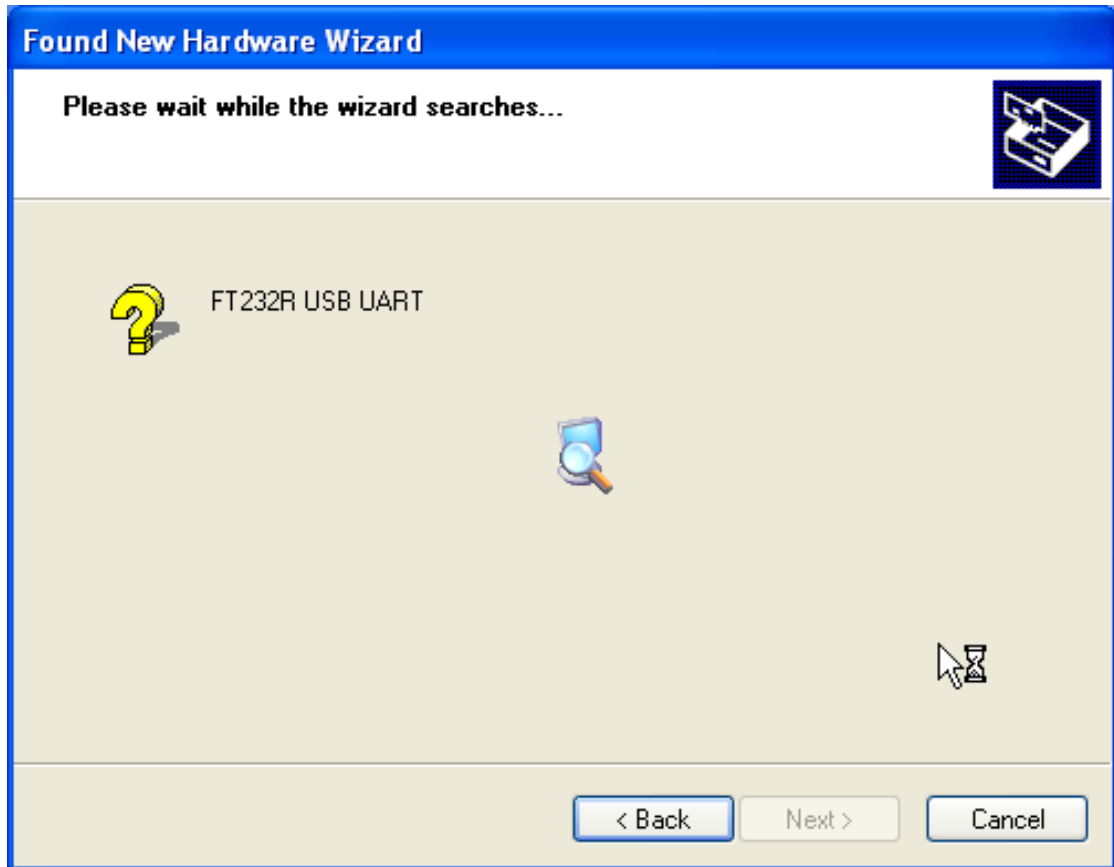 Found New Hardware Wizard
Please wait while the wizard searches...
FT232R USB UART
< Back
Next >
Cancel